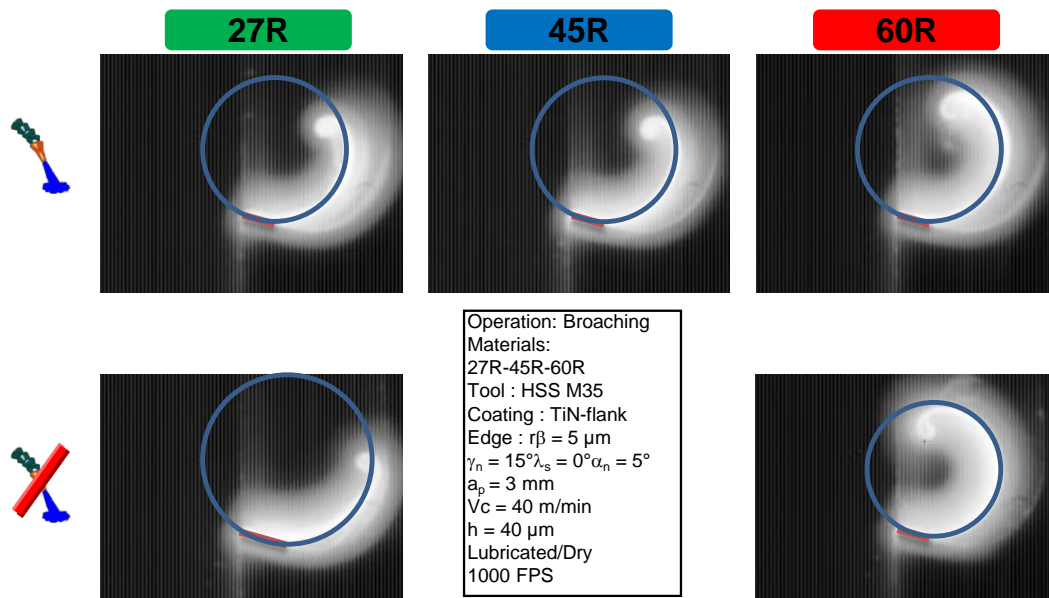 27R
45R
60R
Operation: Broaching
Materials:
27R-45R-60R
Tool : HSS M35
Coating : TiN-flank
Edge : rβ = 5 µm
γn = 15°λs = 0°αn = 5°
ap = 3 mm
Vc = 40 m/min
h = 40 µm
Lubricated/Dry
1000 FPS